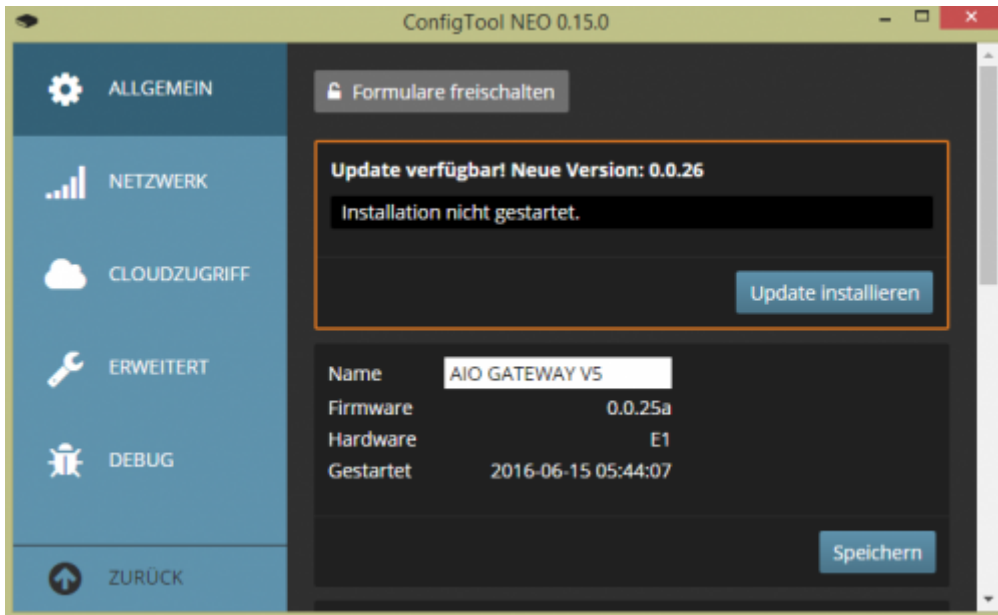 ConfigTool NEO 0.15.0
ALLGEMEIN
NETZWERK
CLOUDZUGRIFF
ERWEITERT
DEBUG
ZURÜCK
Formulare freischalten
Update verfügbar! Neue Version: 0.0.26
Installation nicht gestartet.
Update installieren
Name AIO GATEWAY V5
Firmware 0.0.25a
Hardware E1
Gestartet 2016-06-15 05:44:07
Speichern